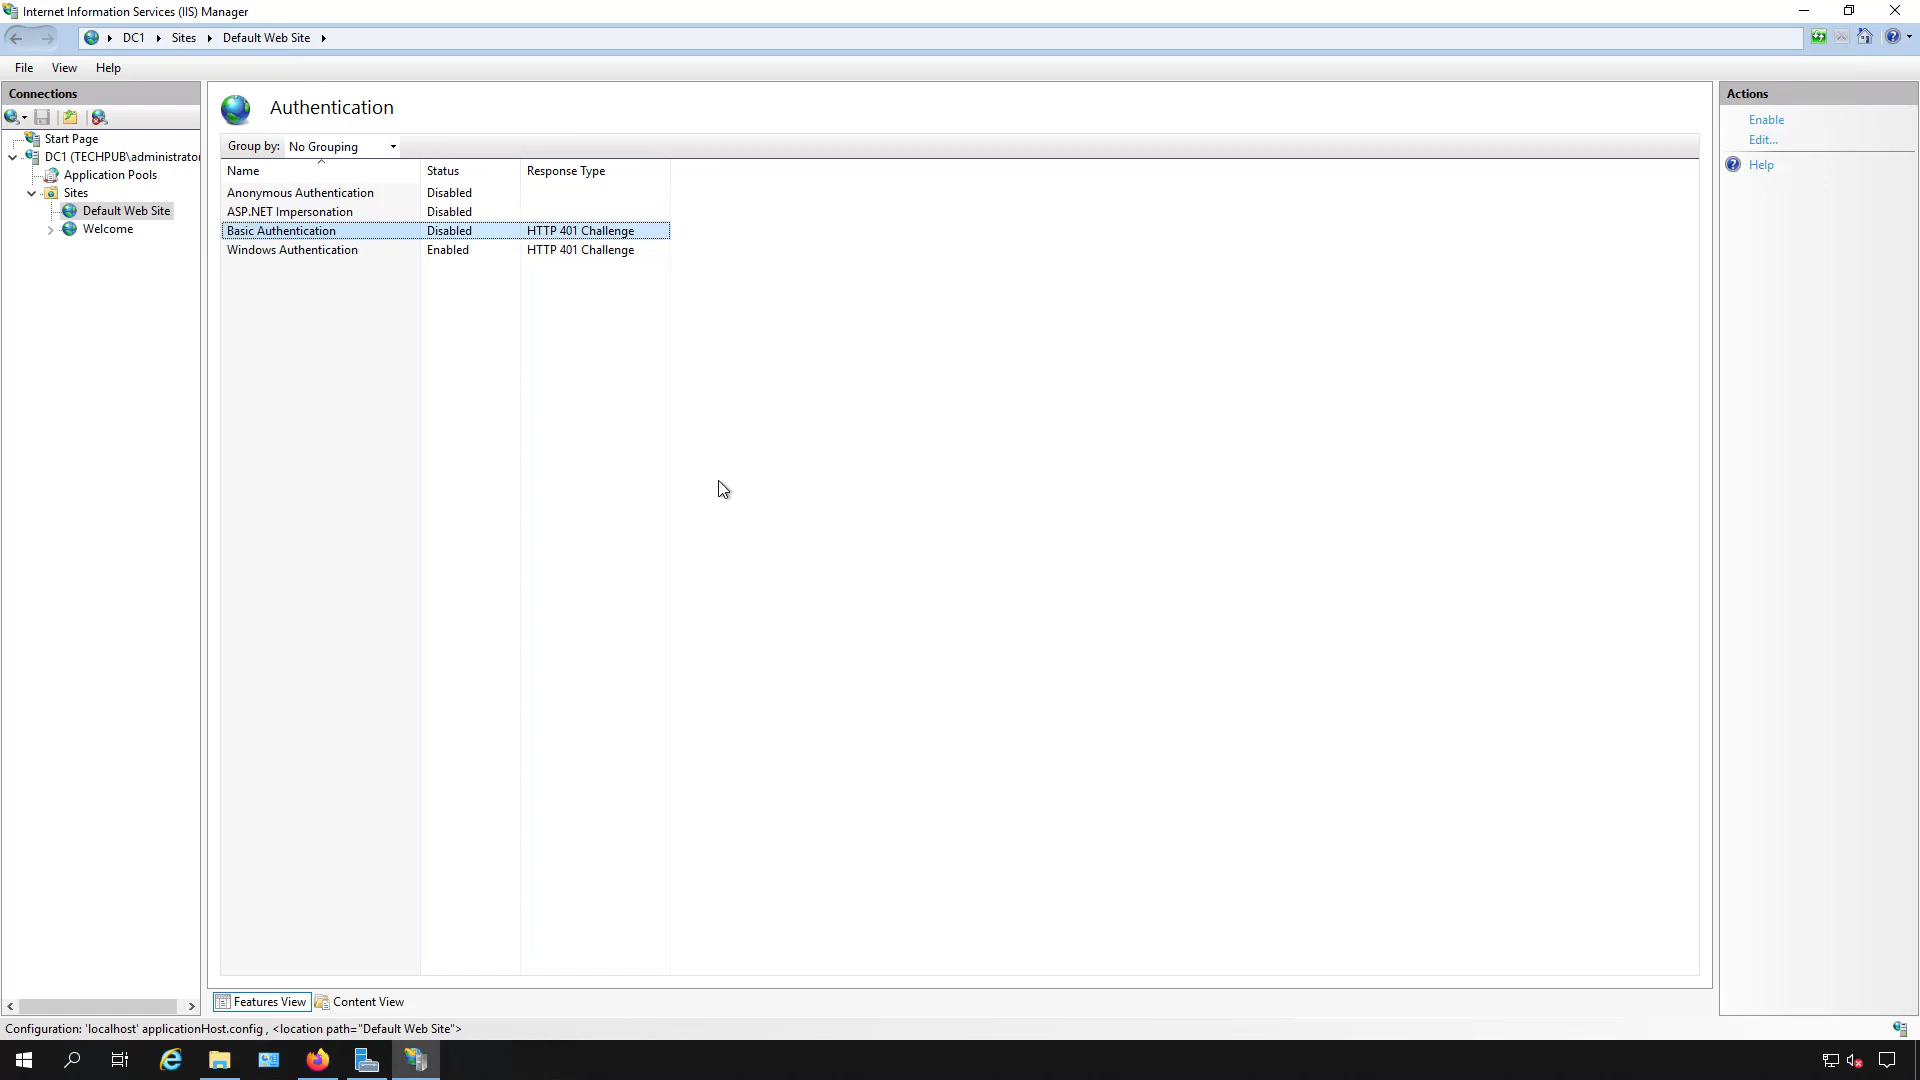 Internet Information Services (IIS) Manager
DC1 Sites Default Web Site
File View Help
Connections
Start Page
DC1 (TECHPUB\administrator
Application Pools
Sites
Default Web Site
Welcome
Authentication
Group by: No Grouping
Name Status Response Type
Anonymous Authentication Disabled
ASP.NET Impersonation Disabled
Basic Authentication Disabled HTTP 401 Challenge
Windows Authentication Enabled HTTP 401 Challenge
Actions
Enable
Edit...
Help
Features View Content View
Configuration: 'localhost' applicationHost.config , <location path="Default Web Site">